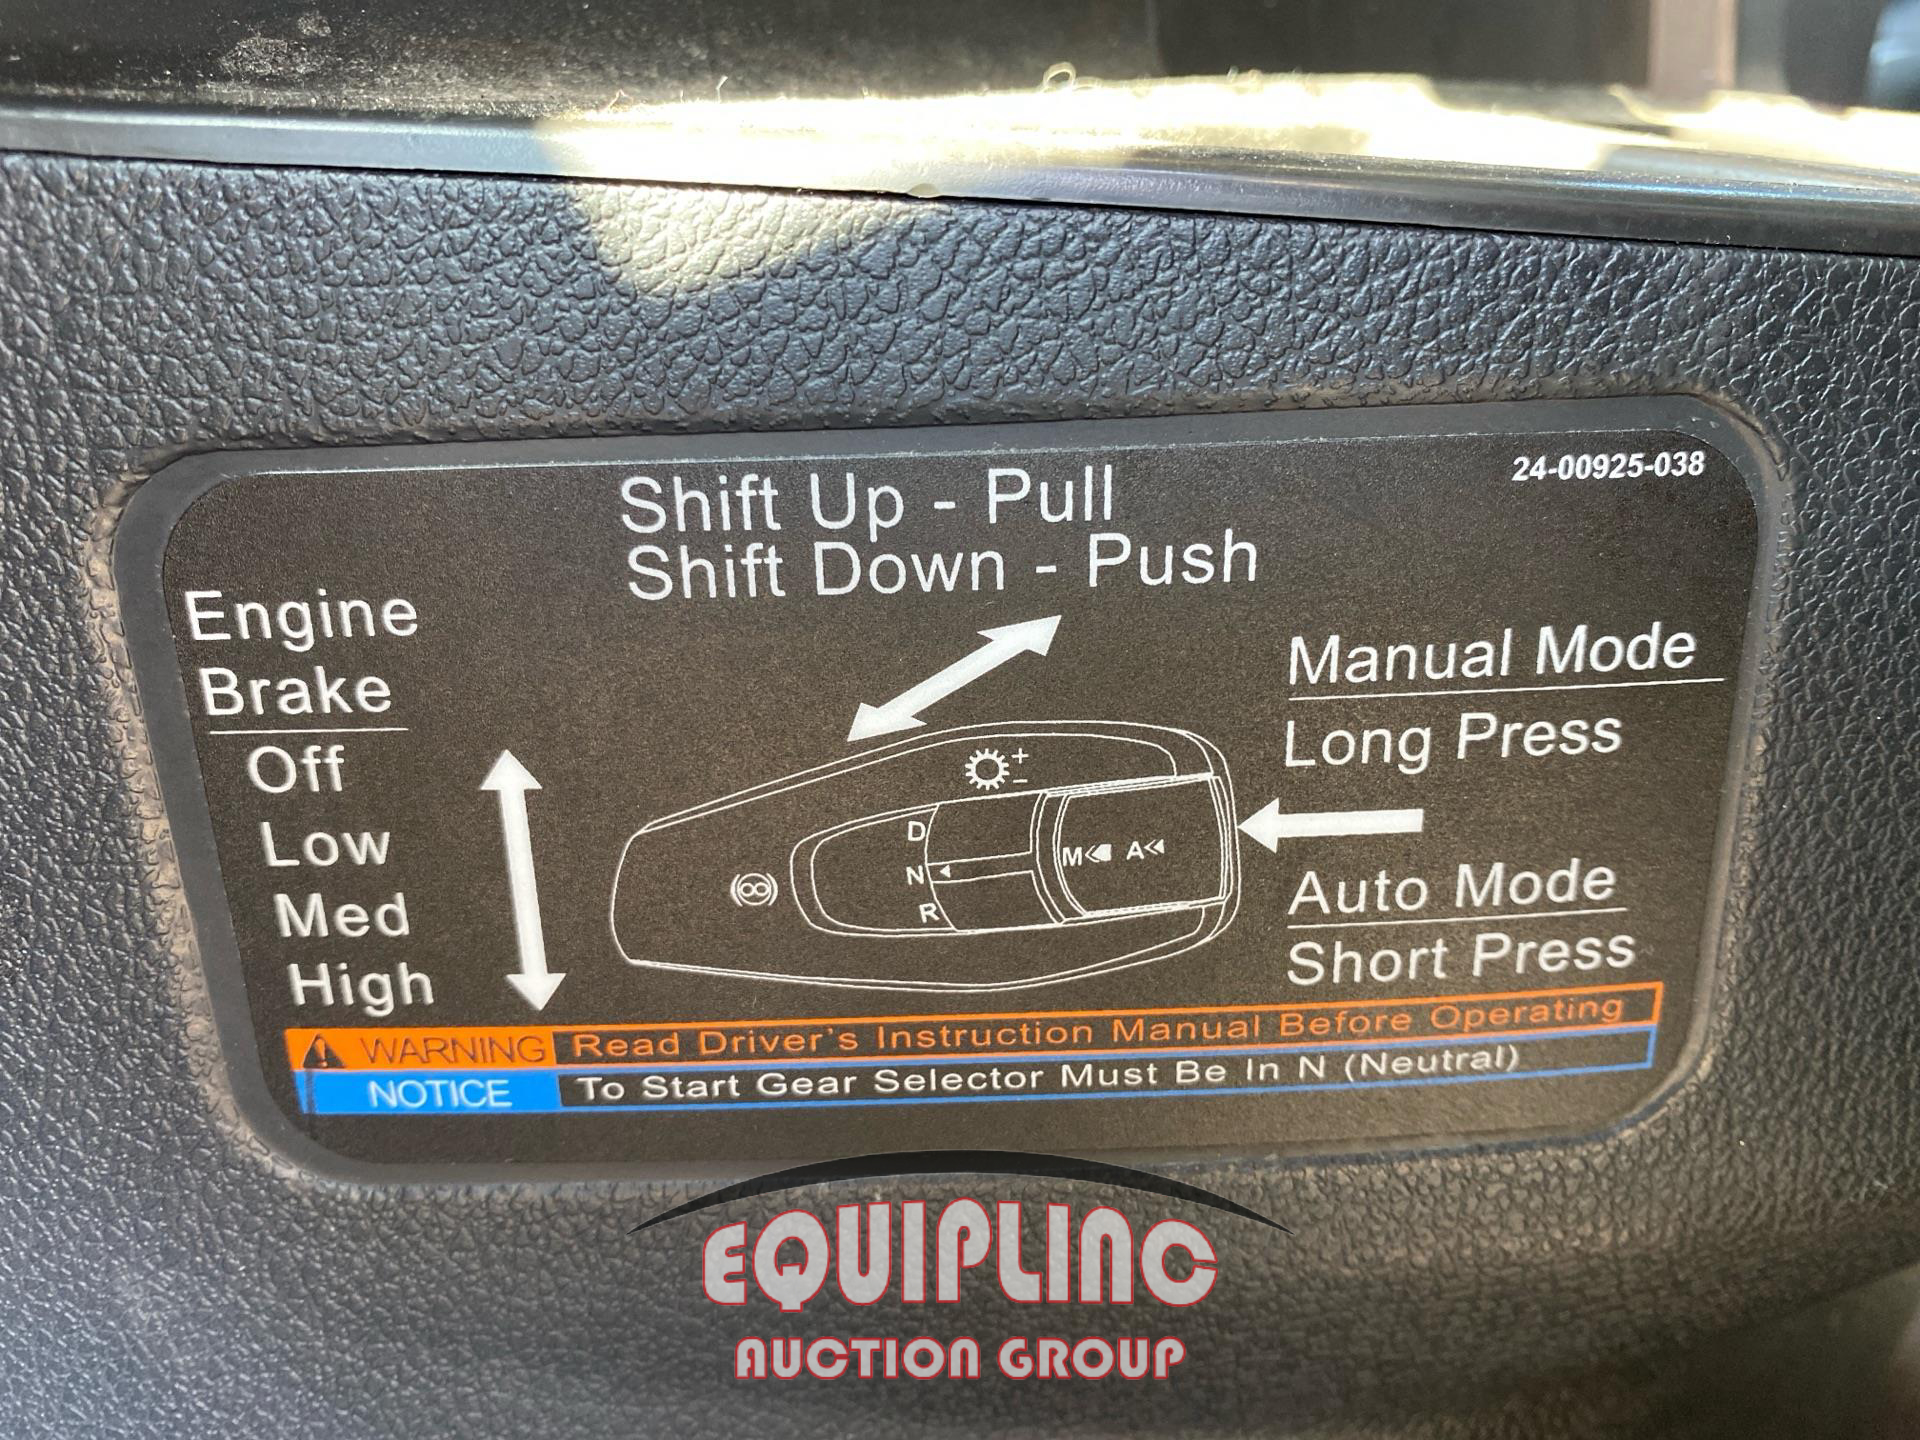 24-00925-038
Shift Up - Pull
Shift Down - Push
Engine
Brake
Off
Low
Med
High
+
−
D
N
R
M A
Manual Mode
Long Press
Auto Mode
Short Press
WARNING Read Driver's Instruction Manual Before Operating
NOTICE To Start Gear Selector Must Be In N (Neutral)
EQUIPLINC
AUCTION GROUP